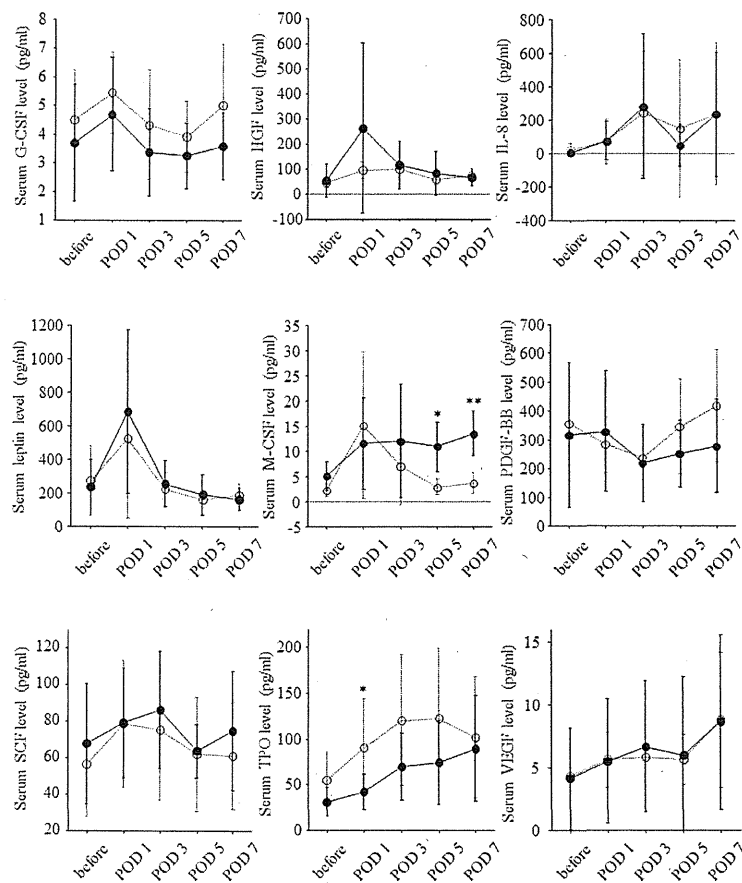 Serum G-CSF level (pg/ml)
8
7
6
5
4
3
2
1
before
POD 1
POD 3
POD 5
POD 7
Serum HGF level (pg/ml)
700
600
500
400
300
200
100
0
-100
before
POD 1
POD 3
POD 5
POD 7
Serum IL-8 level (pg/ml)
800
600
400
200
0
-200
-400
before
POD 1
POD 3
POD 5
POD 7
Serum leptin level (pg/ml)
1200
1000
800
600
400
200
0
before
POD 1
POD 3
POD 5
POD 7
Serum M-CSF level (pg/ml)
35
30
25
20
15
10
5
0
-5
*
**
before
POD 1
POD 3
POD 5
POD 7
Serum PDGF-BB level (pg/ml)
700
600
500
400
300
200
100
0
before
POD 1
POD 3
POD 5
POD 7
Serum SCF level (pg/ml)
120
100
80
60
40
20
before
POD 1
POD 3
POD 5
POD 7
Serum TPO level (pg/ml)
200
150
100
50
0
*
before
POD 1
POD 3
POD 5
POD 7
Serum VEGF level (pg/ml)
15
10
5
0
before
POD 1
POD 3
POD 5
POD 7